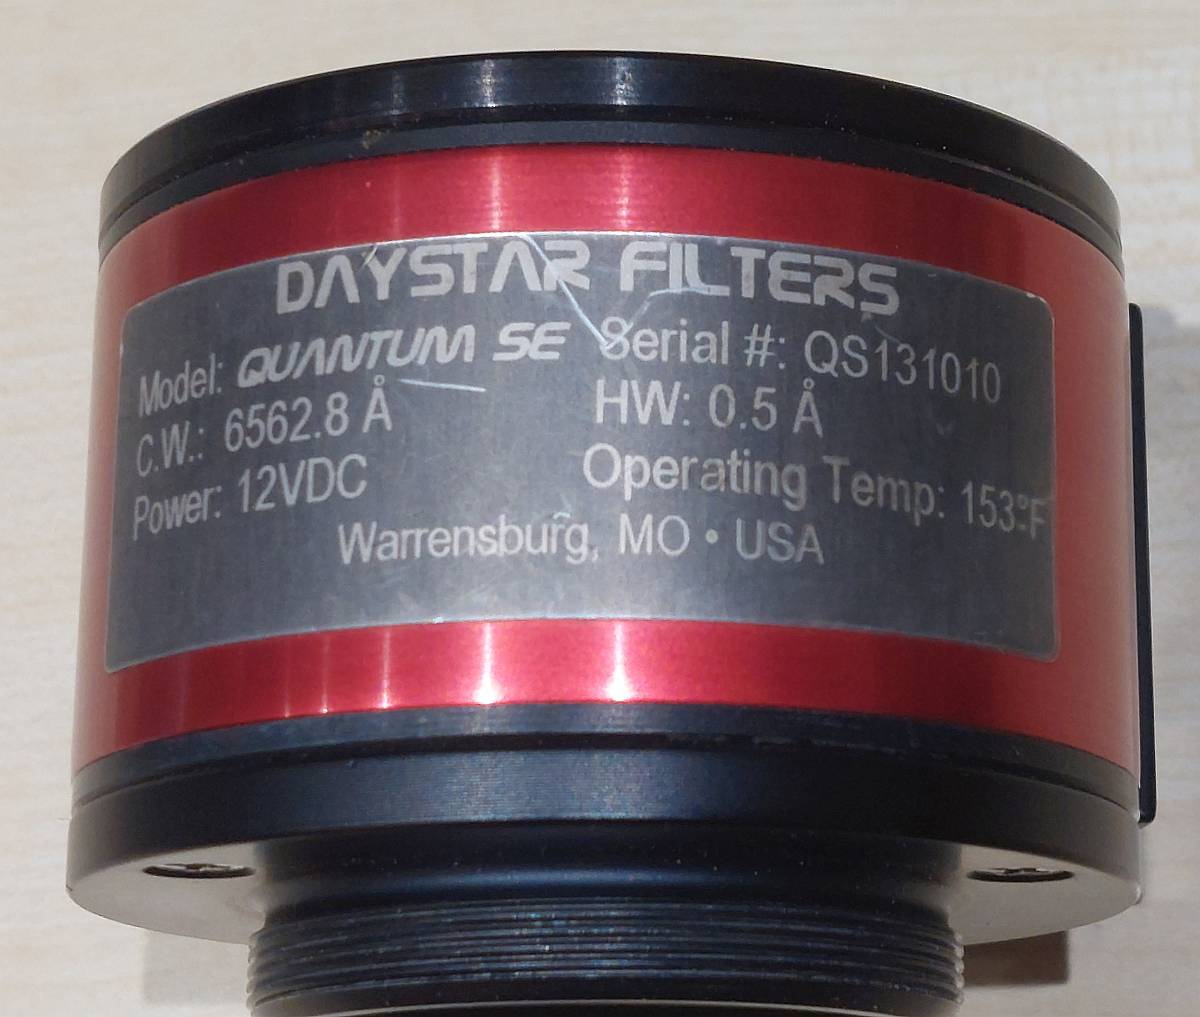 DAYSTAR FILTERS
Model: QUANTUM SE Serial #: QS131010
C.W.: 6562.8 Å HW: 0.5 Å
Power: 12VDC Operating Temp: 153°F
Warrensburg, MO • USA